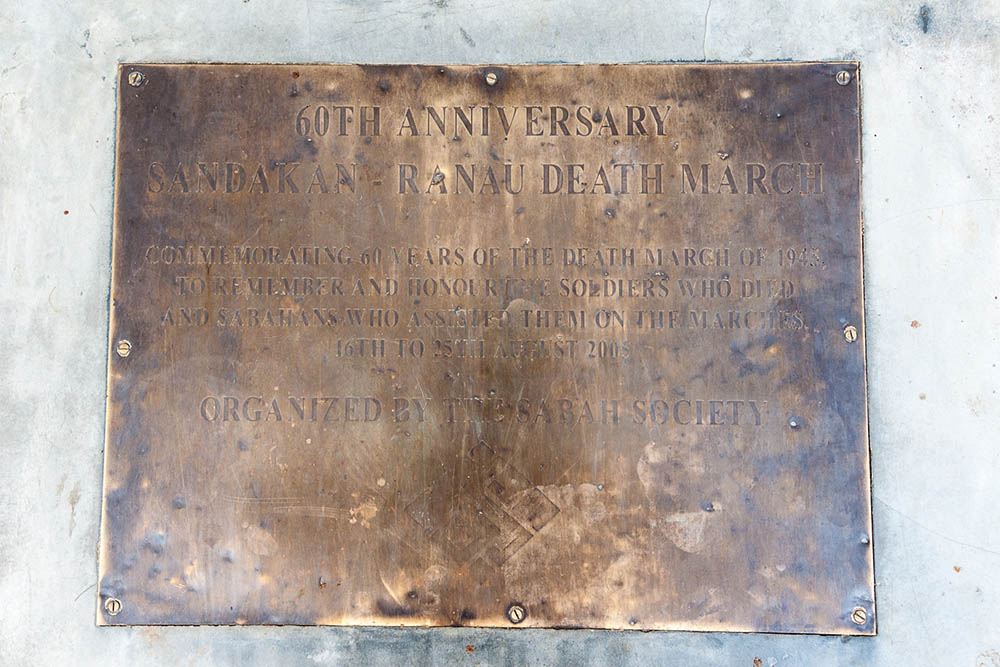 60TH ANNIVERSARY
SANDAKAN - RANAU DEATH MARCH
COMMEMORATING 60 YEARS OF THE DEATH MARCH OF 1945,
TO REMEMBER AND HONOUR THE SOLDIERS WHO DIED
AND SABAHANS WHO ASSISTED THEM ON THE MARCHES
16TH TO 25TH AUGUST 2005
ORGANIZED BY THE SABAH SOCIETY